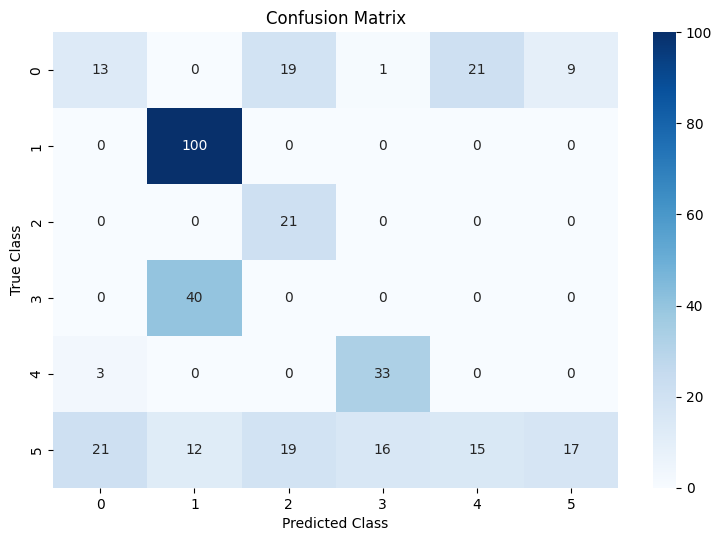 Confusion Matrix
True Class
0 13 0 19 1 21 9
1 0 100 0 0 0 0
2 0 0 21 0 0 0
3 0 40 0 0 0 0
4 3 0 0 33 0 0
5 21 12 19 16 15 17
0 1 2 3 4 5
Predicted Class
100
80
60
40
20
0